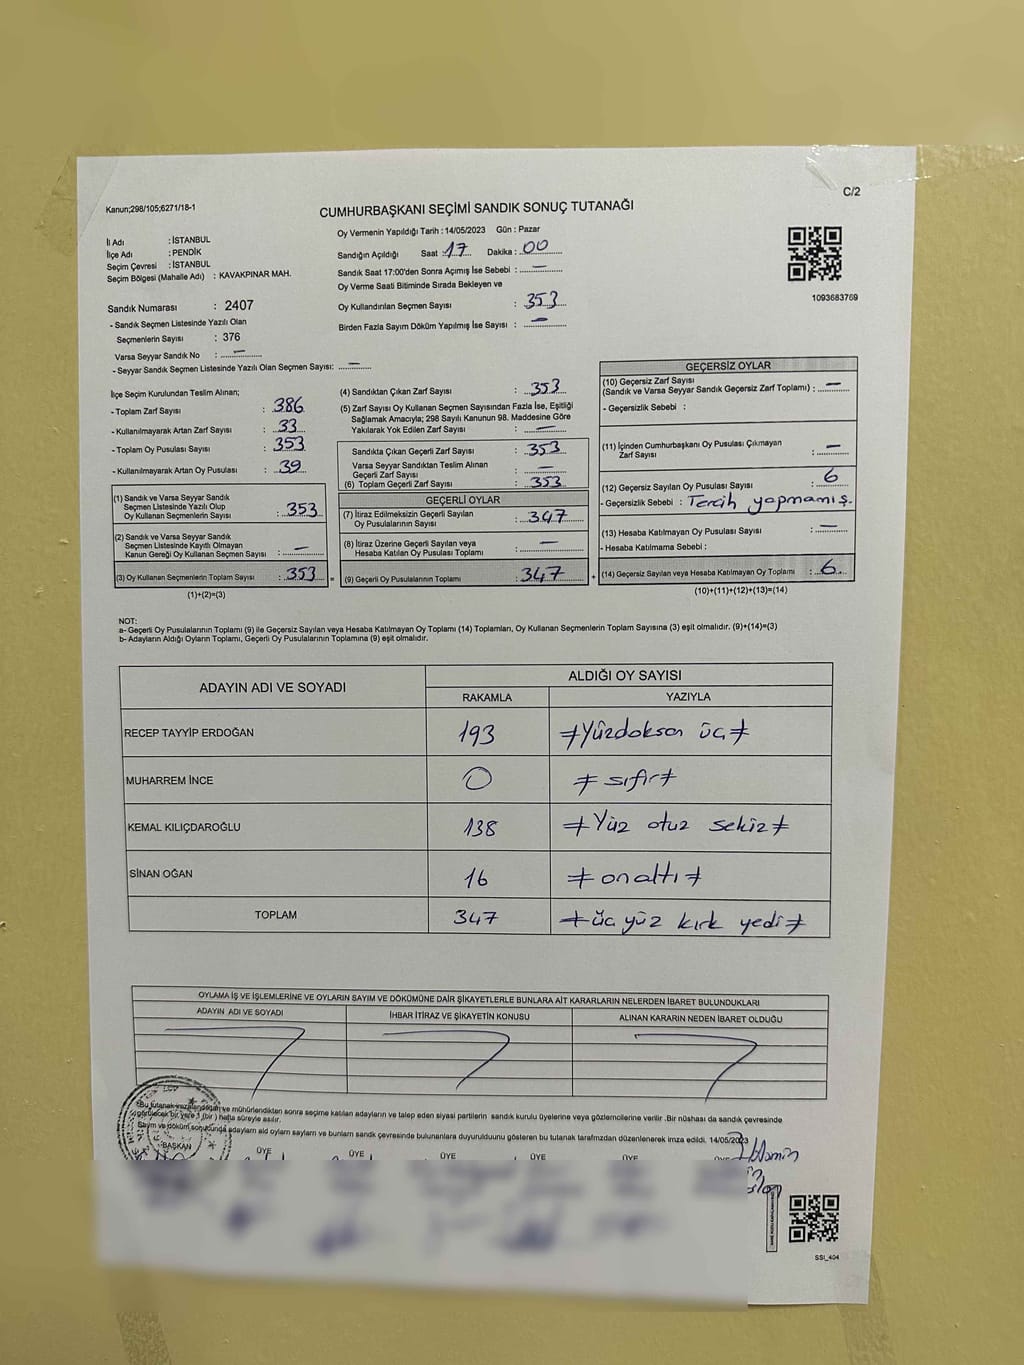 C/2
Kanun;298/105;6271/18-1
CUMHURBAŞKANI SEÇİMİ SANDIK SONUÇ TUTANAĞI
İl Adı : İSTANBUL
İlçe Adı : PENDİK
Seçim Çevresi : İSTANBUL
Seçim Bölgesi (Mahalle Adı) : KAVAKPINAR MAH.
Sandık Numarası : 2407
- Sandık Seçmen Listesinde Yazılı Olan
Seçmenlerin Sayısı : 376
Varsa Seyyar Sandık No : —
- Seyyar Sandık Seçmen Listesinde Yazılı Olan Seçmen Sayısı: —
Oy Vermenin Yapıldığı Tarih : 14/05/2023 Gün : Pazar
Sandığın Açıldığı Saat : 17 Dakika : 00
Sandık Saat 17:00'den Sonra Açımış İse Sebebi : —
Oy Verme Saati Bitiminde Sırada Bekleyen ve
Oy Kullandırılan Seçmen Sayısı : 353
Birden Fazla Sayım Döküm Yapılmış İse Sayısı : —
1093683769
İlçe Seçim Kurulundan Teslim Alınan;
- Toplam Zarf Sayısı : 386
- Kullanılmayarak Artan Zarf Sayısı : 33
- Toplam Oy Pusulası Sayısı : 353
- Kullanılmayarak Artan Oy Pusulası : 39
(1) Sandık ve Varsa Seyyar Sandık
Seçmen Listesinde Yazılı Olup
Oy Kullanan Seçmenlerin Sayısı : 353
(2) Sandık ve Varsa Seyyar Sandık
Seçmen Listesinde Kayıtlı Olmayan
Kanun Gereği Oy Kullanan Seçmen Sayısı : —
(3) Oy Kullanan Seçmenlerin Toplam Sayısı : 353
(1)+(2)=(3)
(4) Sandıktan Çıkan Zarf Sayısı : 353
(5) Zarf Sayısı Oy Kullanan Seçmen Sayısından Fazla İse, Eşitliği
Sağlamak Amacıyla; 298 Sayılı Kanunun 98. Maddesine Göre
Yakılarak Yok Edilen Zarf Sayısı : —
Sandıkta Çıkan Geçerli Zarf Sayısı : 353
Varsa Seyyar Sandıktan Teslim Alınan
Geçerli Zarf Sayısı : —
(6) Toplam Geçerli Zarf Sayısı : 353
GEÇERLİ OYLAR
(7) İtiraz Edilmeksizin Geçerli Sayılan
Oy Pusulalarının Sayısı : 347
(8) İtiraz Üzerine Geçerli Sayılan veya
Hesaba Katılan Oy Pusulası Toplamı : —
(9) Geçerli Oy Pusulalarının Toplamı : 347
GEÇERSİZ OYLAR
(10) Geçersiz Zarf Sayısı
(Sandık ve Varsa Seyyar Sandık Geçersiz Zarf Toplamı) : —
- Geçersizlik Sebebi :
(11) İçinden Cumhurbaşkanı Oy Pusulası Çıkmayan
Zarf Sayısı : —
(12) Geçersiz Sayılan Oy Pusulası Sayısı : 6
- Geçersizlik Sebebi : Tercih yapmamış.
(13) Hesaba Katılmayan Oy Pusulası Sayısı : —
- Hesaba Katılmama Sebebi :
(14) Geçersiz Sayılan veya Hesaba Katılmayan Oy Toplamı : 6
(10)+(11)+(12)+(13)=(14)
NOT:
a- Geçerli Oy Pusulalarının Toplamı (9) ile Geçersiz Sayılan veya Hesaba Katılmayan Oy Toplamı (14) Toplamları, Oy Kullanan Seçmenlerin Toplam Sayısına (3) eşit olmalıdır. (9)+(14)=(3)
b- Adayların Aldığı Oyların Toplamı, Geçerli Oy Pusulalarının Toplamına (9) eşit olmalıdır.
ADAYIN ADI VE SOYADI ALDIĞI OY SAYISI
RAKAMLA YAZIYLA
RECEP TAYYİP ERDOĞAN 193 ≠Yüzdoksan üç≠
MUHARREM İNCE 0 ≠ sıfır≠
KEMAL KILIÇDAROĞLU 138 ≠Yüz otuz sekiz≠
SİNAN OĞAN 16 ≠onaltı≠
TOPLAM 347 ≠üç yüz kırk yedi≠
OYLAMA İŞ VE İŞLEMLERİNE VE OYLARIN SAYIM VE DÖKÜMÜNE DAİR ŞİKAYETLERLE BUNLARA AİT KARARLARIN NELERDEN İBARET BULUNDUKLARI
ADAYIN ADI VE SOYADI İHBAR İTİRAZ VE ŞİKAYETİN KONUSU ALINAN KARARIN NEDEN İBARET OLDUĞU
Bu tutanak imzalandıktan ve mühürlendikten sonra seçime katılan adayların ve talep eden siyasi partilerin sandık kurulu üyelerine veya gözlemcilerine verilir .Bir nüshası da sandık çevresinde
görülecek bir yere 1 (bir ) hafta süreyle asılır.
Sayım ve döküm sonucunda adayların aldı oyların sayıları ve bunların sandık çevresinde bulunanlara duyurulduunu gösteren bu tutanak tarafımızdan düzenlenerek imza edildi. 14/05/2023
BAŞKAN ÜYE ÜYE ÜYE ÜYE ÜYE
SSI_404